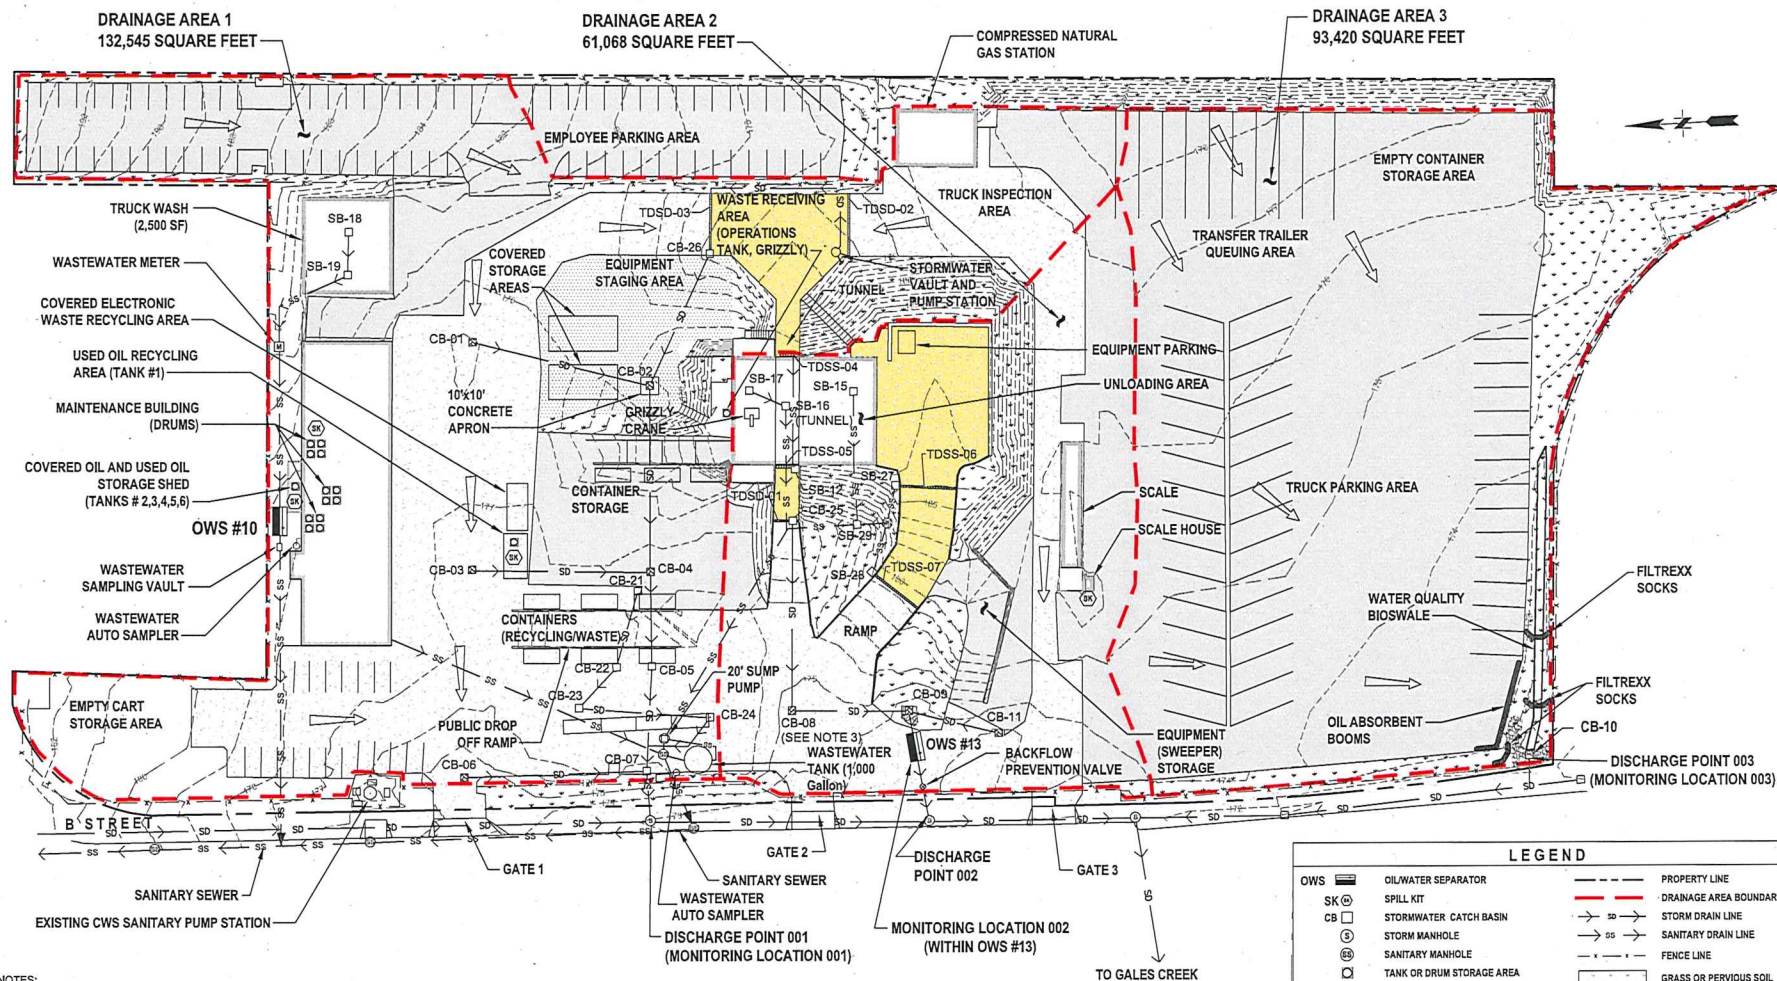 DRAINAGE AREA 1
132,545 SQUARE FEET
DRAINAGE AREA 2
61,068 SQUARE FEET
COMPRESSED NATURAL
GAS STATION
DRAINAGE AREA 3
93,420 SQUARE FEET
EMPLOYEE PARKING AREA
EMPTY CONTAINER
STORAGE AREA
TRUCK INSPECTION
AREA
TRUCK WASH
(2,500 SF)
SB-18
SB-19
TDSD-03
WASTE RECEIVING
AREA
(OPERATIONS
TANK, GRIZZLY)
TDSD-02
TRANSFER TRAILER
QUEUING AREA
CB-26
WASTEWATER METER
COVERED
STORAGE
AREAS
EQUIPMENT
STAGING AREA
STORMWATER
VAULT AND
PUMP STATION
TUNNEL
COVERED ELECTRONIC
WASTE RECYCLING AREA
CB-01
CB-02
EQUIPMENT PARKING
USED OIL RECYCLING
AREA (TANK #1)
SB-17
TDSS-04
SB-15
UNLOADING AREA
10'x10'
CONCRETE
APRON
GRIZZLY
CRANE
SB-16
(TUNNEL)
MAINTENANCE BUILDING
(DRUMS)
TDSS-05
TDSS-06
COVERED OIL AND USED OIL
STORAGE SHED
(TANKS # 2,3,4,5,6)
CONTAINER
STORAGE
TDSD-01
SB-12
SB-27
CB-25
SB-29
SCALE
TRUCK PARKING AREA
OWS #10
SCALE HOUSE
WASTEWATER
SAMPLING VAULT
CB-03
CB-04
CB-21
SB-28
TDSS-07
FILTREXX
SOCKS
WATER QUALITY
BIOSWALE
WASTEWATER
AUTO SAMPLER
CONTAINERS
(RECYCLING/WASTE)
RAMP
CB-22
CB-05
20' SUMP
PUMP
CB-23
CB-24
CB-09
CB-11
FILTREXX
SOCKS
EMPTY CART
STORAGE AREA
PUBLIC DROP
OFF RAMP
CB-08
(SEE NOTE 3)
OWS #13
OIL ABSORBENT
BOOMS
CB-10
EQUIPMENT
(SWEEPER)
STORAGE
WASTEWATER
TANK (1,000
Gallon)
BACKFLOW
PREVENTION VALVE
CB-06
CB-07
DISCHARGE POINT 003
(MONITORING LOCATION 003)
B STREET
GATE 1
GATE 2
GATE 3
DISCHARGE
POINT 002
SANITARY SEWER
SANITARY SEWER
EXISTING CWS SANITARY PUMP STATION
WASTEWATER
AUTO SAMPLER
MONITORING LOCATION 002
(WITHIN OWS #13)
DISCHARGE POINT 001
(MONITORING LOCATION 001)
TO GALES CREEK
NOTES:
LEGEND
OWS OIL/WATER SEPARATOR
SK SPILL KIT
CB STORMWATER CATCH BASIN
S STORM MANHOLE
SS SANITARY MANHOLE
TANK OR DRUM STORAGE AREA
PROPERTY LINE
DRAINAGE AREA BOUNDAR
SD STORM DRAIN LINE
SS SANITARY DRAIN LINE
FENCE LINE
GRASS OR PERVIOUS SOIL